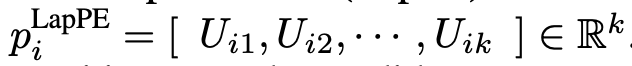 p_i^{LapPE} = [ U_{i1}, U_{i2}, ⋯ , U_{ik} ] ∈ ℝ^k.